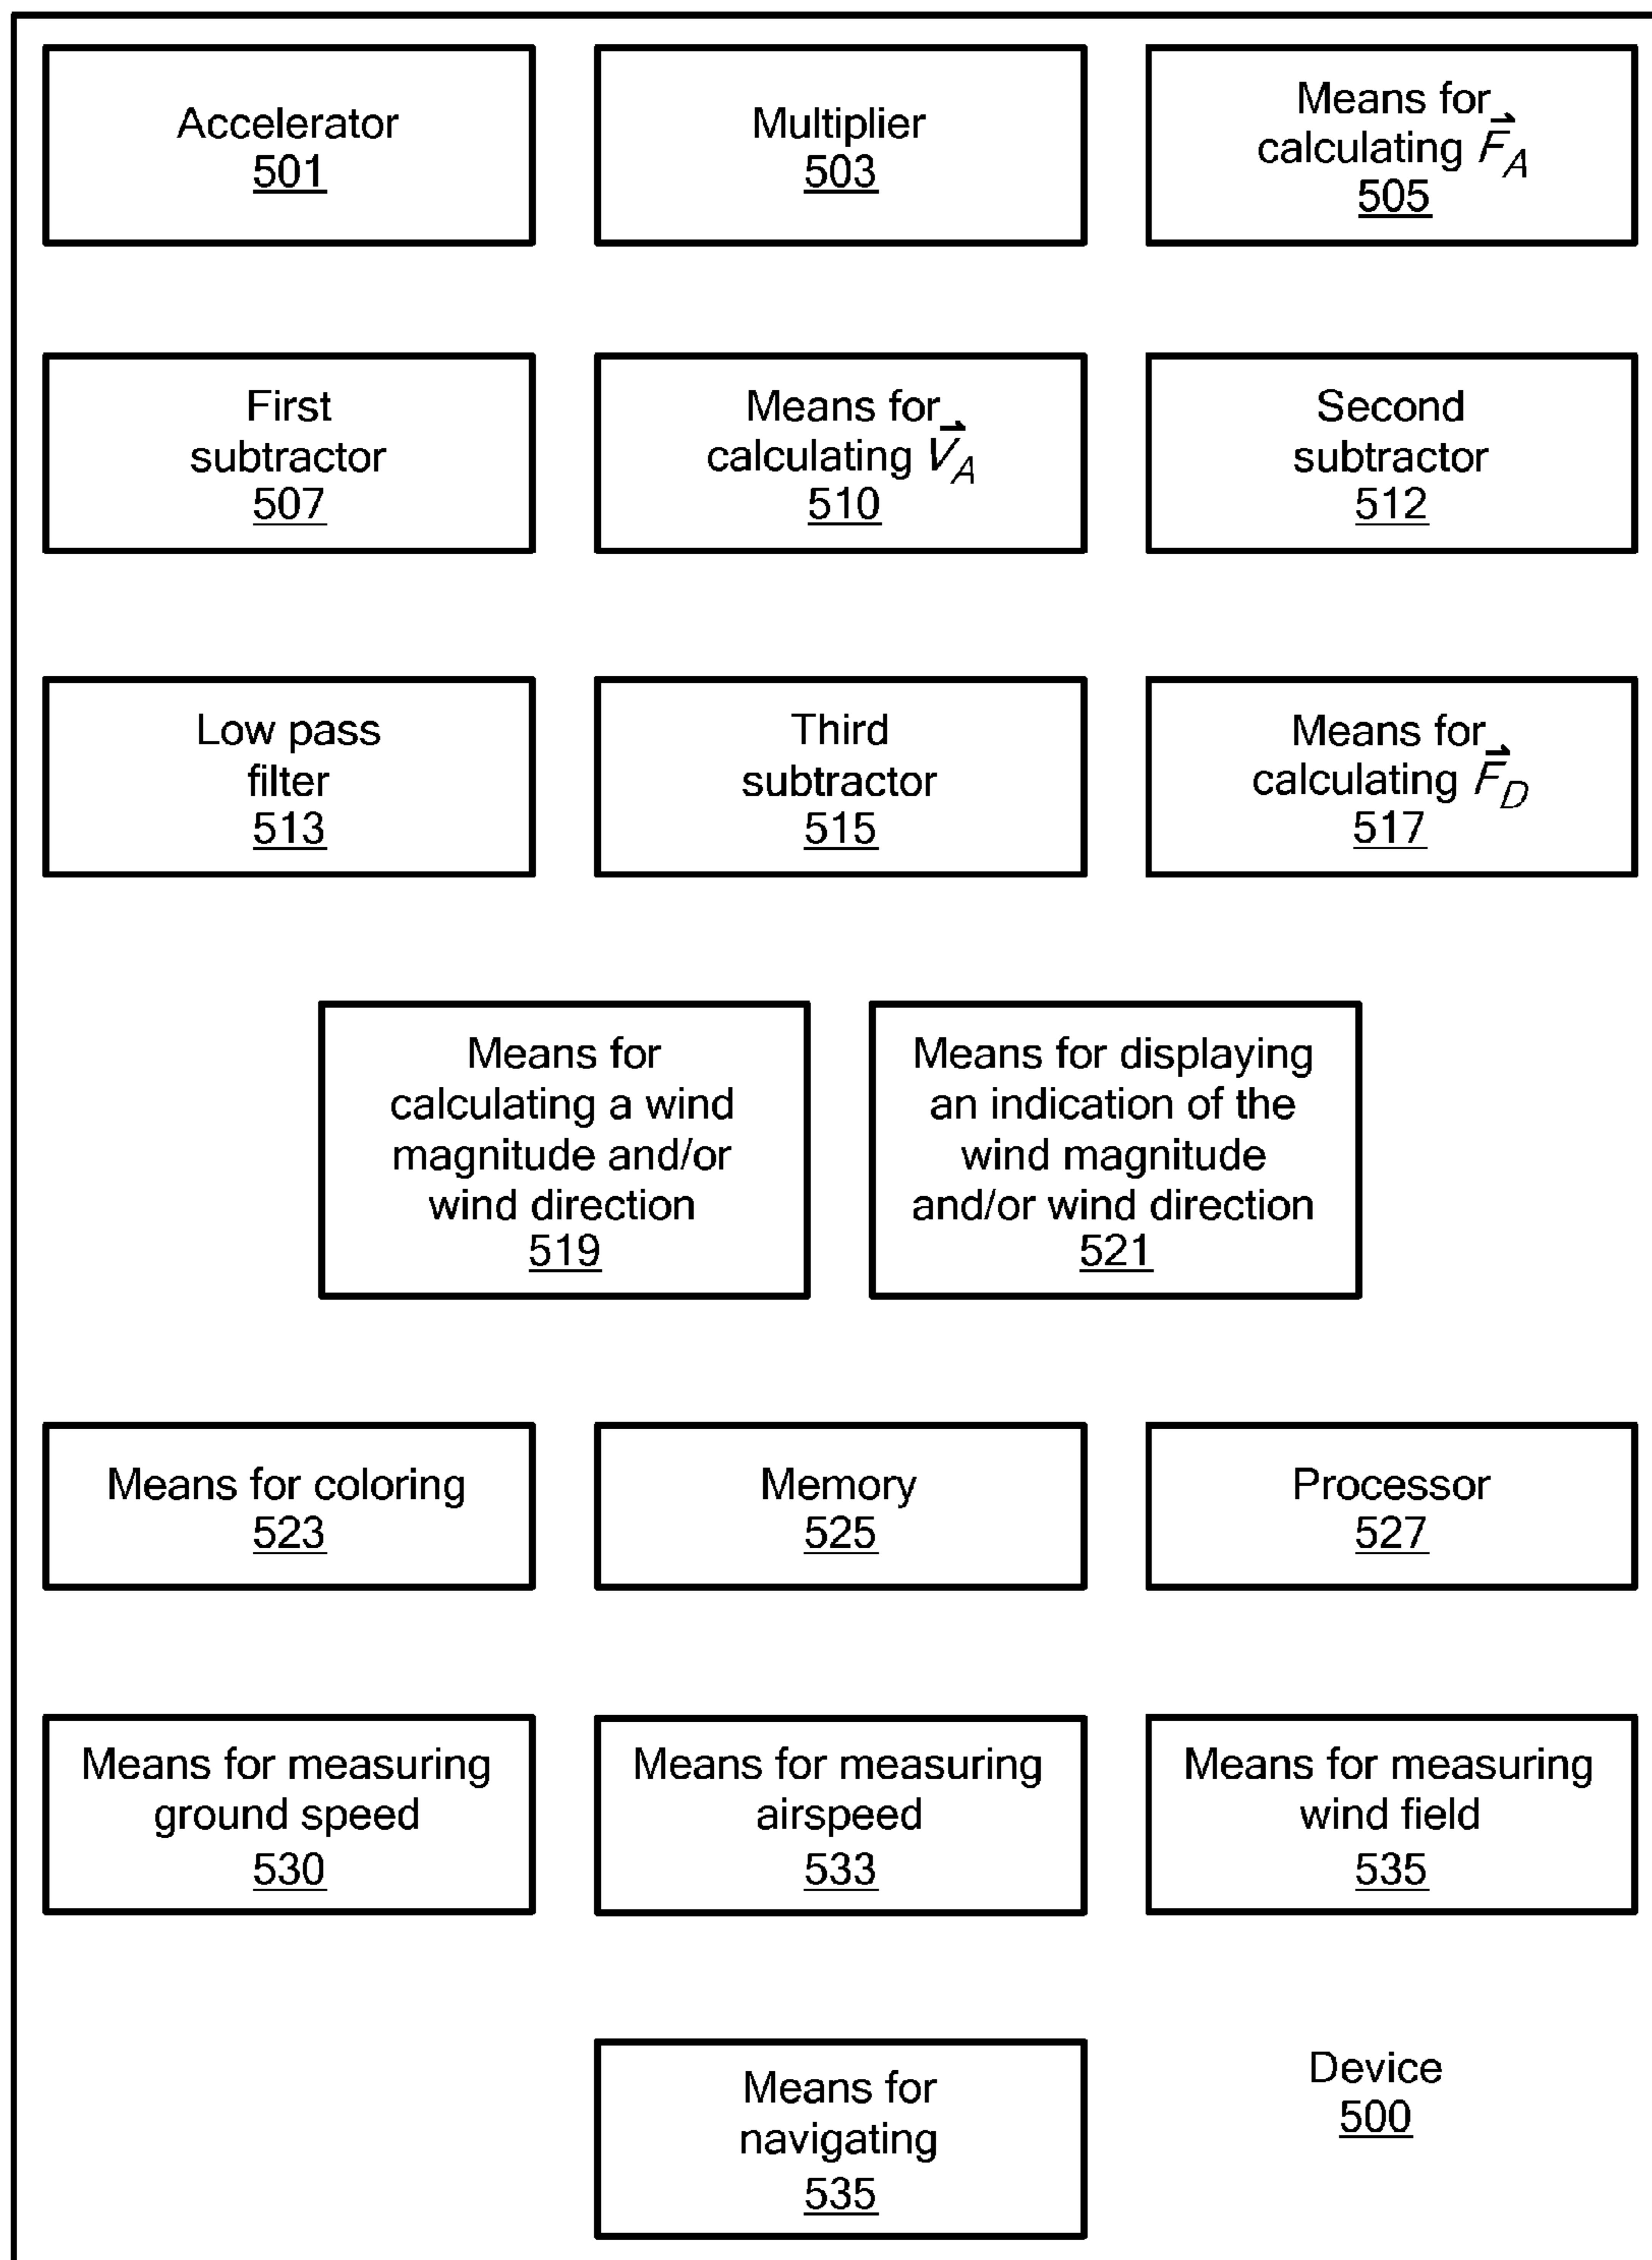 Accelerator
501
Multiplier
503
Means for
calculating F⃗_A
505
First
subtractor
507
Means for
calculating V⃗_A
510
Second
subtractor
512
Low pass
filter
513
Third
subtractor
515
Means for
calculating F⃗_D
517
Means for
calculating a wind
magnitude and/or
wind direction
519
Means for displaying
an indication of the
wind magnitude
and/or wind direction
521
Means for coloring
523
Memory
525
Processor
527
Means for measuring
ground speed
530
Means for measuring
airspeed
533
Means for measuring
wind field
535
Means for
navigating
535
Device
500